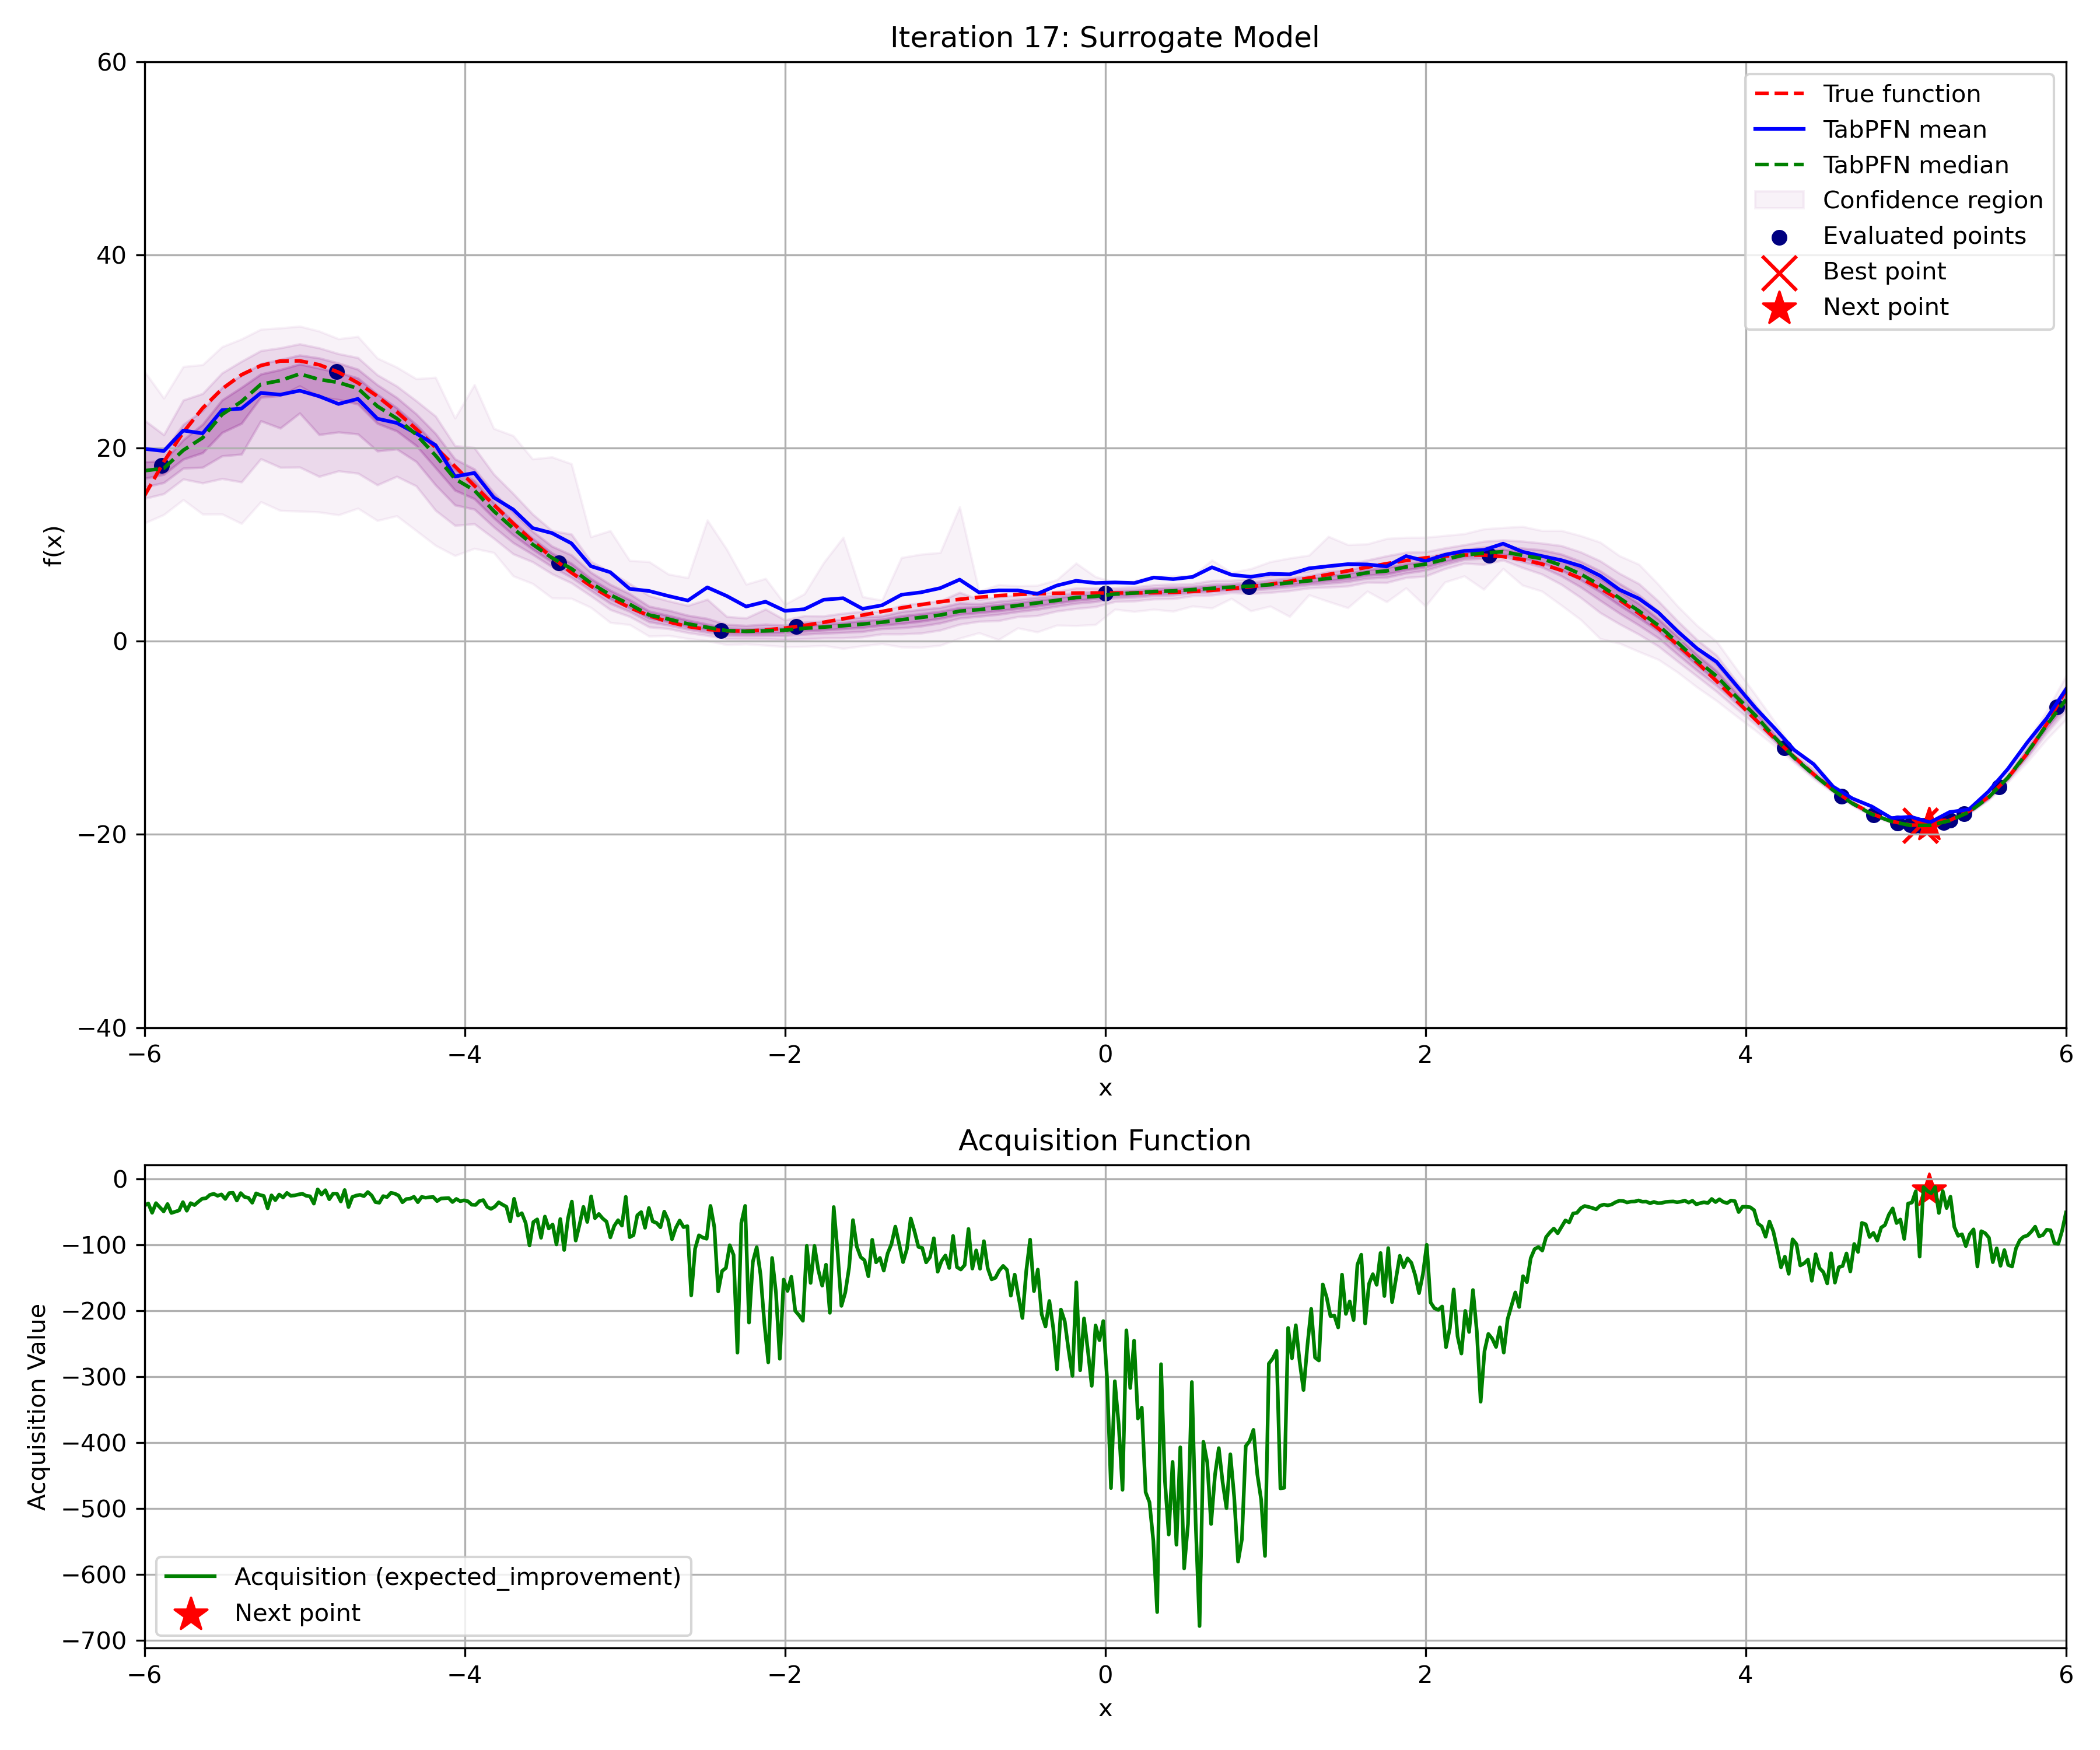 Iteration 17: Surrogate Model
60
40
20
0
−20
−40
f(x)
−6
−4
−2
0
2
4
6
x
True function
TabPFN mean
TabPFN median
Confidence region
Evaluated points
Best point
Next point
Acquisition Function
0
−100
−200
−300
−400
−500
−600
−700
Acquisition Value
Acquisition (expected_improvement)
Next point
−6
−4
−2
0
2
4
6
x